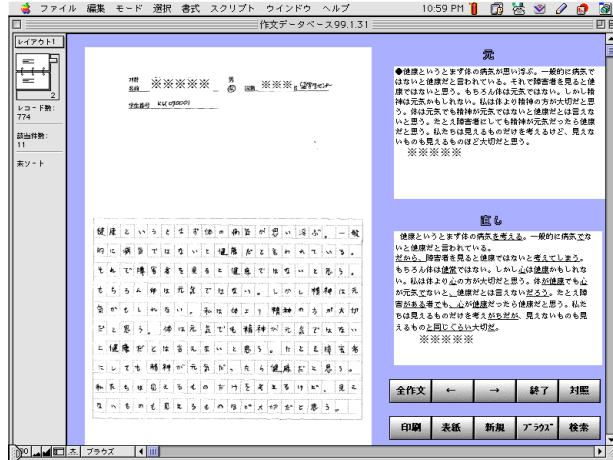 ファイル 編集 モード 選択 書式 スクリプト ウインドウ ヘルプ 10:59 PM
作文データベース99.1.31
レイアウト1
2
レコード数:
774
該当件数:
11
未ソート
名前 ※※※※※ 男 ※※※
学生番号
健康というとまず体の病気が思い浮ぶ。一般
的に病気ではないと健康だと言われている。
それで障害者を見ると健康ではないと思う。
もちろん体は元気ではない。しかし精神は元
気かもしれない。私は体より精神の方が大切
だと思う。体は元気でも精神が元気ではない
と健康だとは言えないと思う。たとえ障害者
にしても精神が元気だったら健康だと思う。
私たちは見えるものだけを考えるけど、見え
ないものも見えるものほど大切だと思う。
元
●健康というとまず体の病気が思い浮ぶ。一般的に病気で
はないと健康だと言われている。それで障害者を見ると健
康ではないと思う。もちろん体は元気ではない。しかし精
神は元気かもしれない。私は体より精神の方が大切だと思
う。体は元気でも精神が元気ではないと健康だとは言えな
いと思う。たとえ障害者にしても精神が元気だったら健康
だと思う。私たちは見えるものだけを考えるけど、見えな
いものも見えるものほど大切だと思う。
※※※※※
直し
健康というとまず体の病気を考える。一般的に病気でな
いと健康だと言われている。
だから、障害者を見ると健康ではないと考えてしまう。
もちろん体は健常ではない。しかし心は健康かもしれな
い。私は体より心の方が大切だと思う。体が健康でも心
が元気でないと、健康だとは言えないだろう。たとえ障
害がある者でも、心が健康だったら健康だと思う。私た
ちは見えるものだけを考えがちだが、見えないものも見
えるものと同じぐらい大切だ。
※※※※※
全作文 ← → 終了 対照
印刷 表紙 新規 ブラウズ 検索
100 ブラウズ